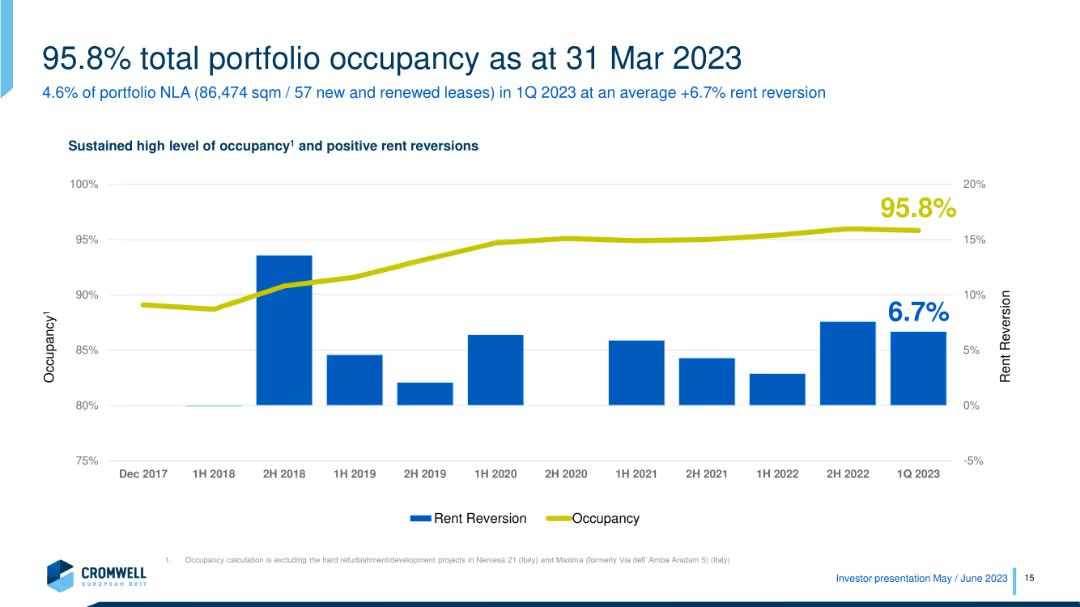 95.8% total portfolio occupancy as at 31 Mar 2023
4.6% of portfolio NLA (86,474 sqm / 57 new and renewed leases) in 1Q 2023 at an average +6.7% rent reversion
Sustained high level of occupancy¹ and positive rent reversions
100%
20%
95.8%
95%
15%
90%
10%
6.7%
Occupancy¹
Rent Reversion
85%
5%
80%
0%
75%
-5%
Dec 2017 1H 2018 2H 2018 1H 2019 2H 2019 1H 2020 2H 2020 1H 2021 2H 2021 1H 2022 2H 2022 1Q 2023
Rent Reversion Occupancy
1. Occupancy calculation is excluding the hard refurbishment/development projects in Nervesa 21 (Italy) and Maxima (formerly Via dell' Amba Aradam 5) (Italy)
CROMWELL
EUROPEAN REIT
Investor presentation May / June 2023 15